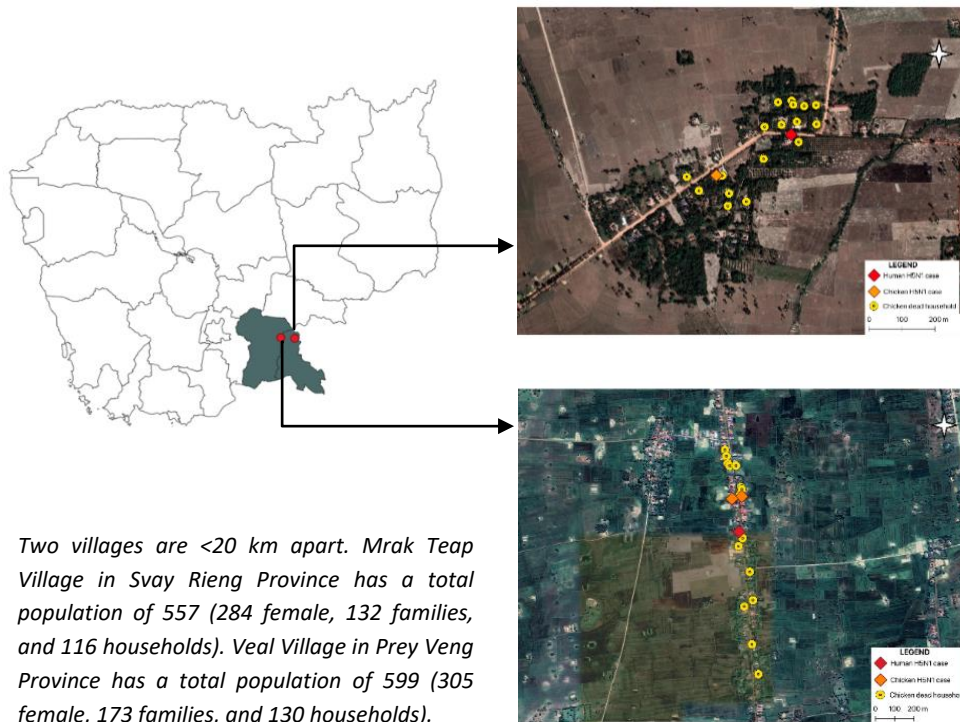 LEGEND
Human H5N1 case
Chicken H5N1 case
Chicken dead household
0 100 200 m
Two villages are <20 km apart. Mrak Teap
Village in Svay Rieng Province has a total
population of 557 (284 female, 132 families,
and 116 households). Veal Village in Prey Veng
Province has a total population of 599 (305
female, 173 families, and 130 households).
LEGEND
Human H5N1 case
Chicken H5N1 case
Chicken dead househo
0 100 200 m